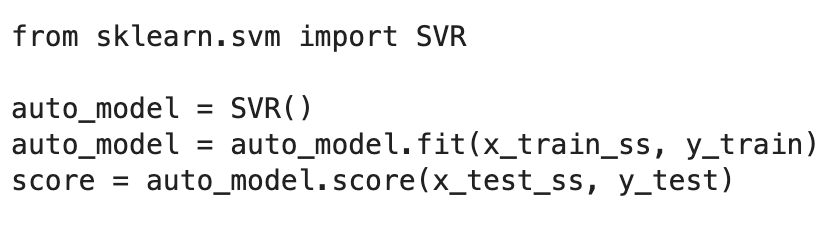 from sklearn.svm import SVR
auto_model = SVR()
auto_model = auto_model.fit(x_train_ss, y_train)
score = auto_model.score(x_test_ss, y_test)